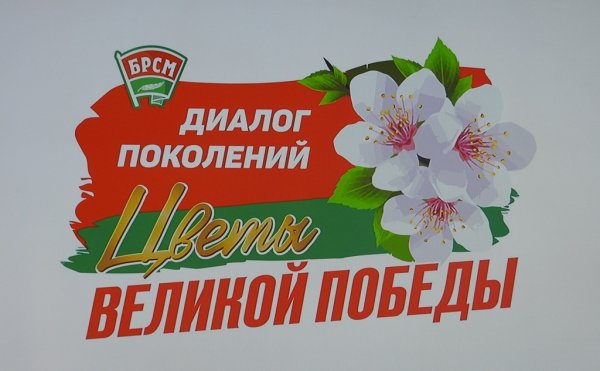 БРСМ
ДИАЛОГ
ПОКОЛЕНИЙ
Цветы
ВЕЛИКОЙ ПОБЕДЫ